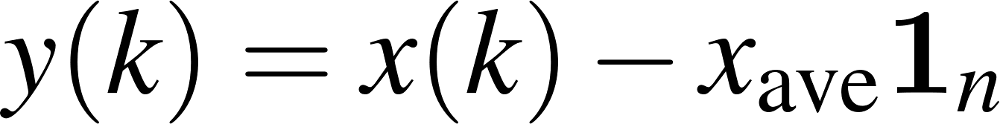 y(k) = x(k) − x_ave 1_n